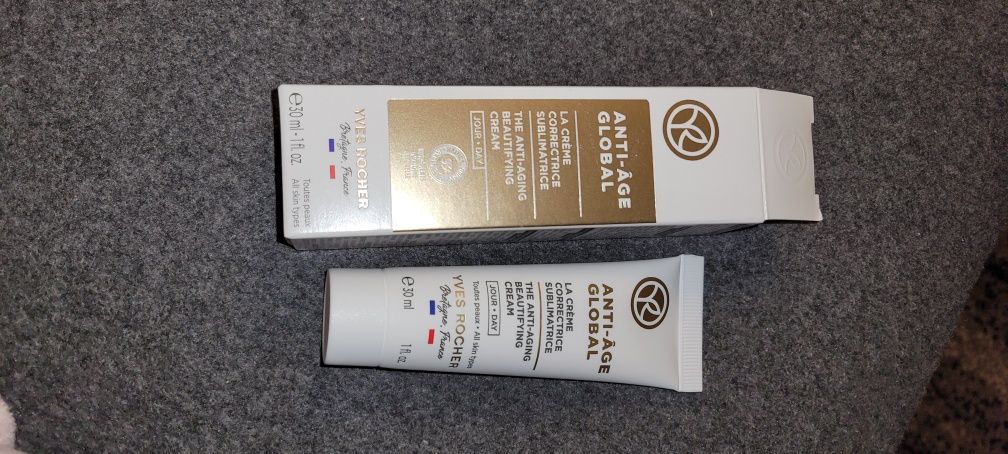 ANTI-ÂGE
GLOBAL
LA CRÈME
CORRECTRICE
SUBLIMATRICE
THE ANTI-AGING
BEAUTIFYING
CREAM
JOUR • DAY
YVES ROCHER
Bretagne, France
Toutes peaux
All skin types
e 30 ml • 1 fl. oz.
ANTI-ÂGE
GLOBAL
LA CRÈME
CORRECTRICE
SUBLIMATRICE
THE ANTI-AGING
BEAUTIFYING
CREAM
JOUR • DAY
Toutes peaux • All skin types
YVES ROCHER
Bretagne, France
e 30 ml
1 fl. oz